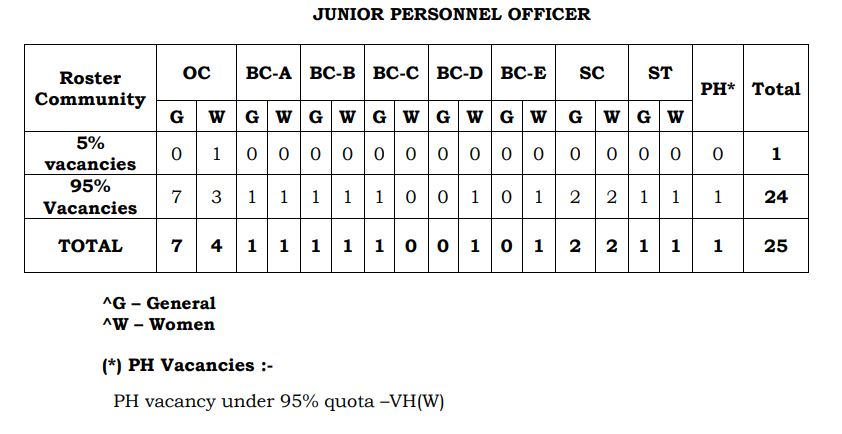 JUNIOR PERSONNEL OFFICER
Roster Community OC BC-A BC-B BC-C BC-D BC-E SC ST PH* Total
G W G W G W G W G W G W G W G W
5% vacancies 0 1 0 0 0 0 0 0 0 0 0 0 0 0 0 0 0 1
95% Vacancies 7 3 1 1 1 1 1 0 0 1 0 1 2 2 1 1 1 24
TOTAL 7 4 1 1 1 1 1 0 0 1 0 1 2 2 1 1 1 25
^G – General
^W – Women
(*) PH Vacancies :-
PH vacancy under 95% quota –VH(W)